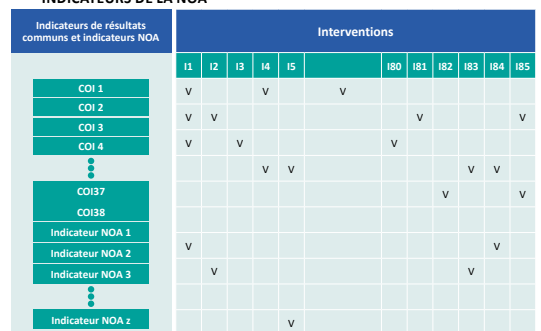 INDICATEURS DE LA NOA
Indicateurs de résultats
communs et indicateurs NOA
Interventions
I1 I2 I3 I4 I5 I80 I81 I82 I83 I84 I85
COI 1 V V V
COI 2
V V V V
COI 3
COI 4 V V V
V V V V
COI37 V V
COI38
Indicateur NOA 1
V V
Indicateur NOA 2
Indicateur NOA 3 V V
Indicateur NOA z V